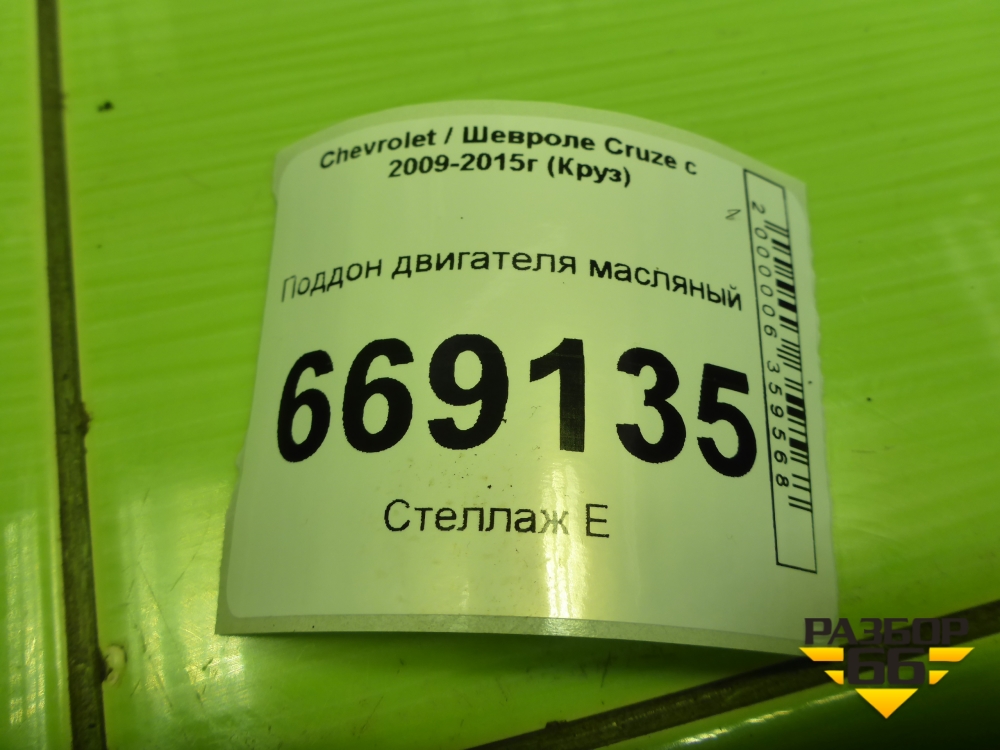 Chevrolet / Шевроле Cruze с
2009-2015г (Круз)
Поддон двигателя масляный
669135
Стеллаж Е
z
2000006359568
РАЗБОР
66